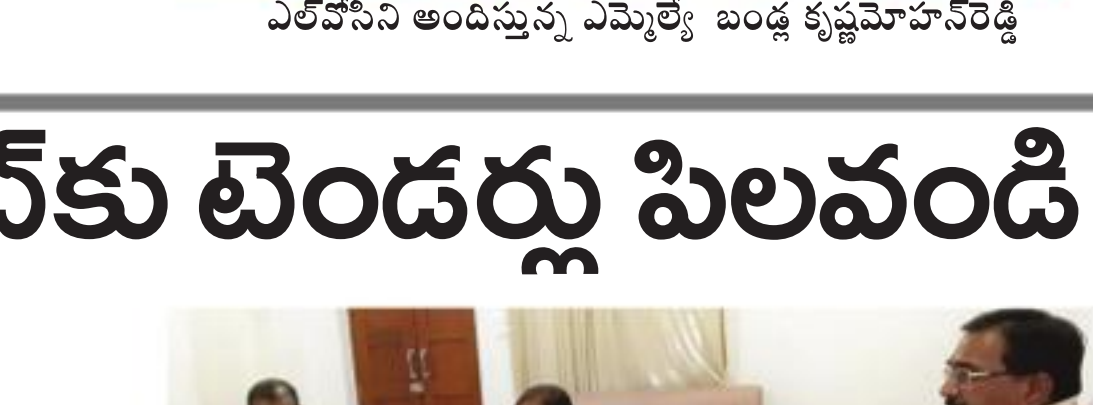 ఎల్‌వోసిని అందిస్తున్న ఎమ్మెల్యే బండ్ల కృష్ణమోహన్‌రెడ్డి
కు టెండర్లు పిలవండి